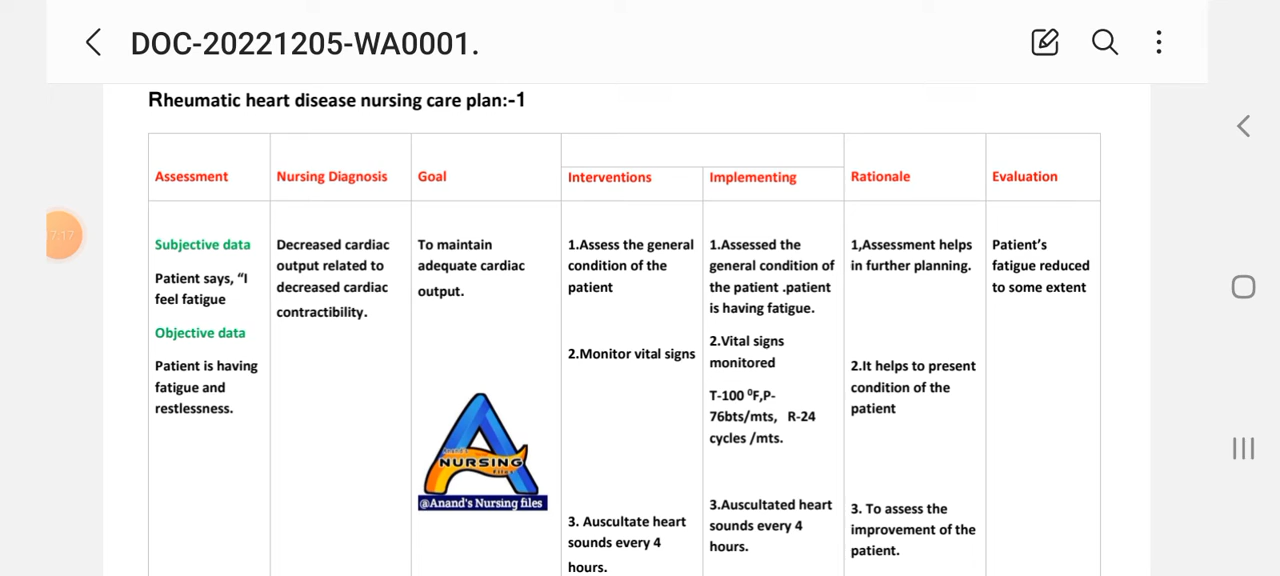 DOC-20221205-WA0001.
7:17
Rheumatic heart disease nursing care plan:-1
Assessment
Nursing Diagnosis
Goal
Interventions
Implementing
Rationale
Evaluation
Subjective data
Patient says, “I
feel fatigue
Objective data
Patient is having
fatigue and
restlessness.
Decreased cardiac
output related to
decreased cardiac
contractibility.
To maintain
adequate cardiac
output.
NURSING
files
@Anand's Nursing files
1.Assess the general
condition of the
patient
2.Monitor vital signs
3. Auscultate heart
sounds every 4
hours.
1.Assessed the
general condition of
the patient .patient
is having fatigue.
2.Vital signs
monitored
T-100 ⁰F,P-
76bts/mts, R-24
cycles /mts.
3.Auscultated heart
sounds every 4
hours.
1,Assessment helps
in further planning.
2.It helps to present
condition of the
patient
3. To assess the
improvement of the
patient.
Patient’s
fatigue reduced
to some extent